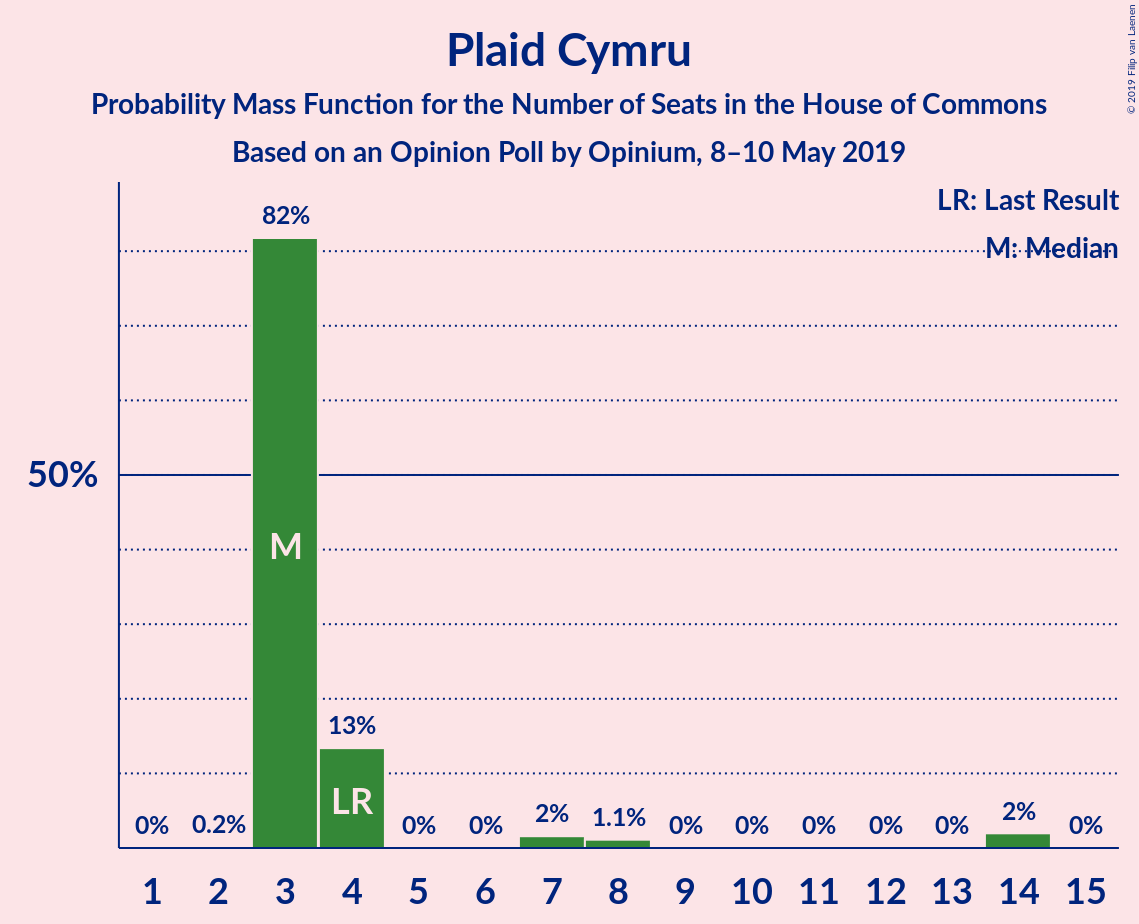 Plaid Cymru
Probability Mass Function for the Number of Seats in the House of Commons
Based on an Opinion Poll by Opinium, 8–10 May 2019
© 2019 Filip van Laenen
LR: Last Result
M: Median
50%
0%
0.2%
82%
13%
0%
0%
2%
1.1%
0%
0%
0%
0%
0%
2%
0%
M
LR
1 2 3 4 5 6 7 8 9 10 11 12 13 14 15